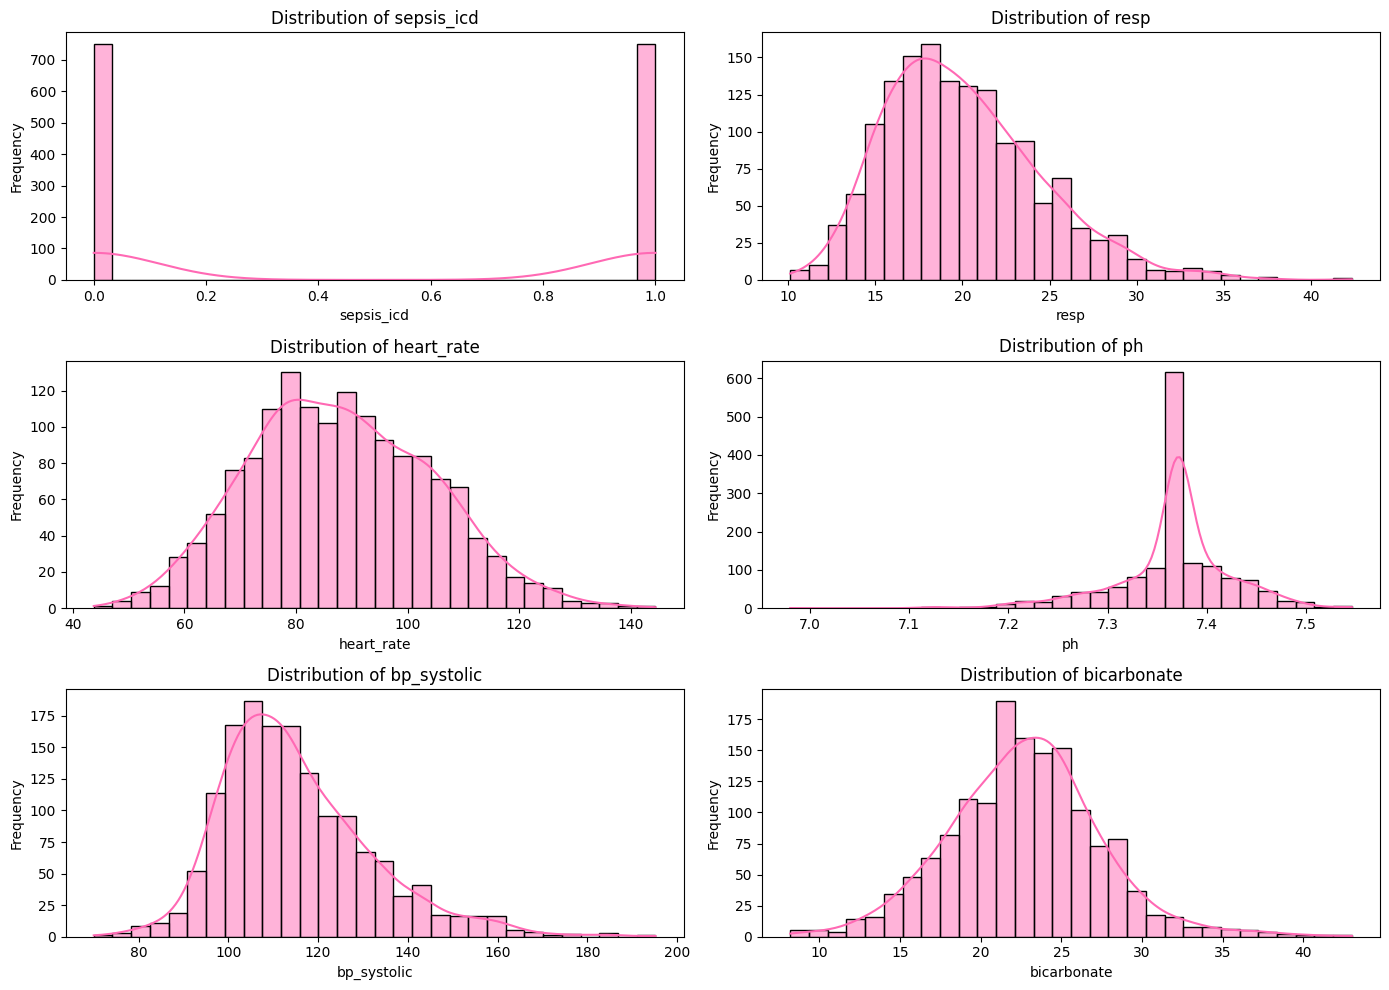 Distribution of sepsis_icd
Frequency
700
600
500
400
300
200
100
0
0.0 0.2 0.4 0.6 0.8 1.0
sepsis_icd
Distribution of resp
Frequency
150
125
100
75
50
25
0
10 15 20 25 30 35 40
resp
Distribution of heart_rate
Frequency
120
100
80
60
40
20
0
40 60 80 100 120 140
heart_rate
Distribution of ph
Frequency
600
500
400
300
200
100
0
7.0 7.1 7.2 7.3 7.4 7.5
ph
Distribution of bp_systolic
Frequency
175
150
125
100
75
50
25
0
80 100 120 140 160 180 200
bp_systolic
Distribution of bicarbonate
Frequency
175
150
125
100
75
50
25
0
10 15 20 25 30 35 40
bicarbonate